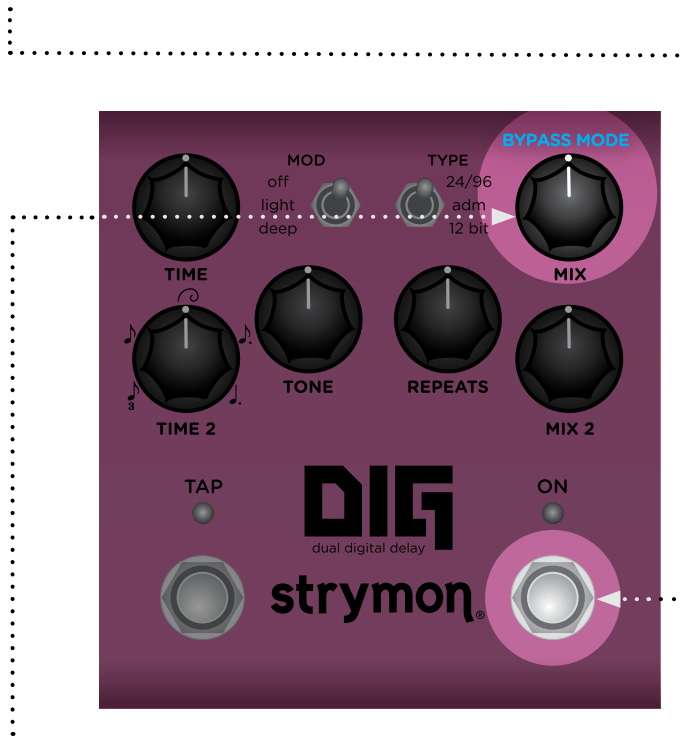 BYPASS MODE
MOD
off
light
deep
TYPE
24/96
adm
12 bit
TIME
MIX
TONE
REPEATS
3
TIME 2
MIX 2
TAP
ON
DIG
dual digital delay
strymon®